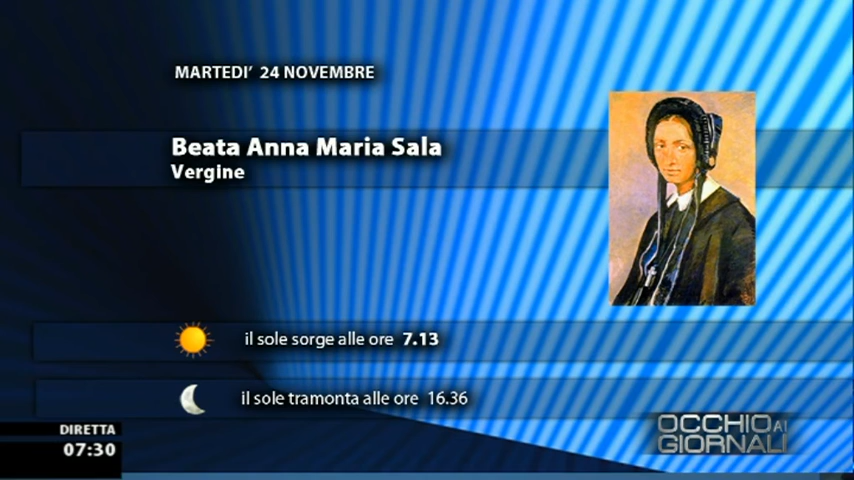 MARTEDI' 24 NOVEMBRE
Beata Anna Maria Sala
Vergine
il sole sorge alle ore 7.13
il sole tramonta alle ore 16.36
DIRETTA
07:30
OCCHIO AI
GIORNALI